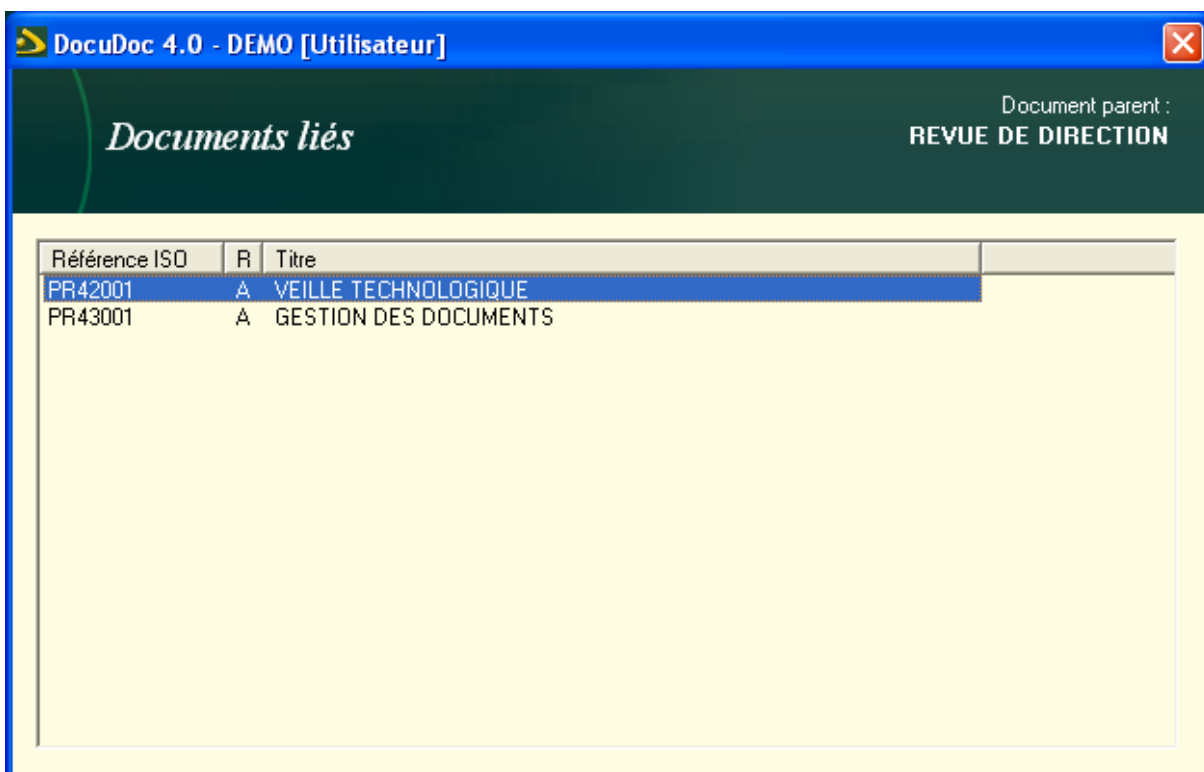 DocuDoc 4.0 - DEMO [Utilisateur]
Documents liés
Document parent :
REVUE DE DIRECTION
Référence ISO R Titre
PR42001 A VEILLE TECHNOLOGIQUE
PR43001 A GESTION DES DOCUMENTS